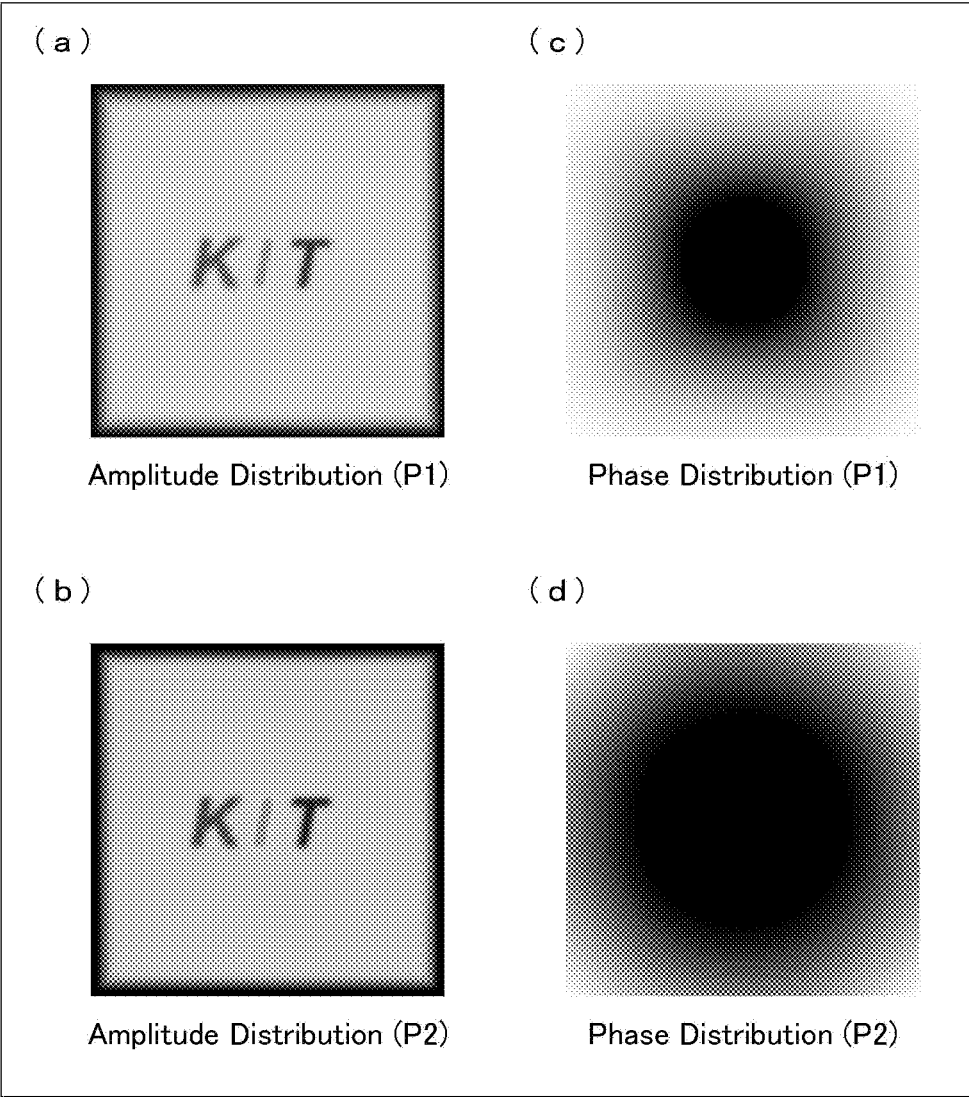 (a)
KIT
Amplitude Distribution (P1)
(c)
Phase Distribution (P1)
(b)
KIT
Amplitude Distribution (P2)
(d)
Phase Distribution (P2)